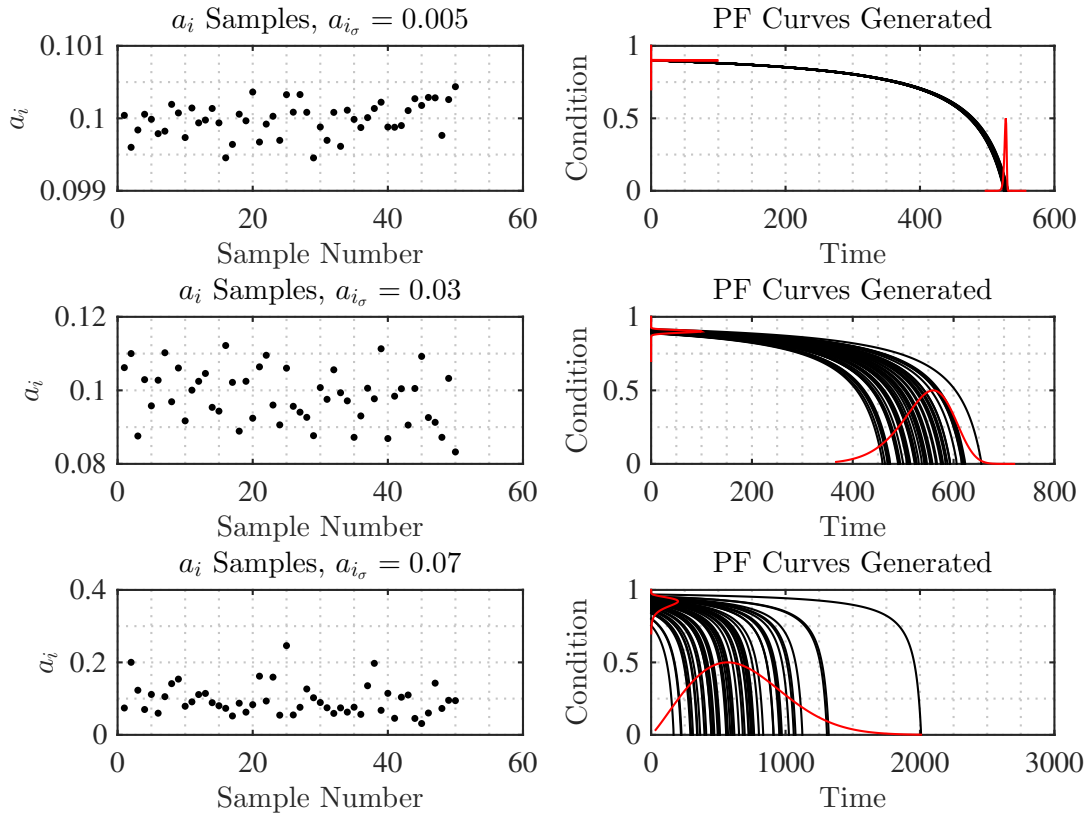 a_i Samples, a_{i_σ} = 0.005
0.101
0.1
0.099
a_i
0 20 40 60
Sample Number
PF Curves Generated
1
0.5
0
Condition
0 200 400 600
Time
a_i Samples, a_{i_σ} = 0.03
0.12
0.1
0.08
a_i
0 20 40 60
Sample Number
PF Curves Generated
1
0.5
0
Condition
0 200 400 600 800
Time
a_i Samples, a_{i_σ} = 0.07
0.4
0.2
0
a_i
0 20 40 60
Sample Number
PF Curves Generated
1
0.5
0
Condition
0 1000 2000 3000
Time